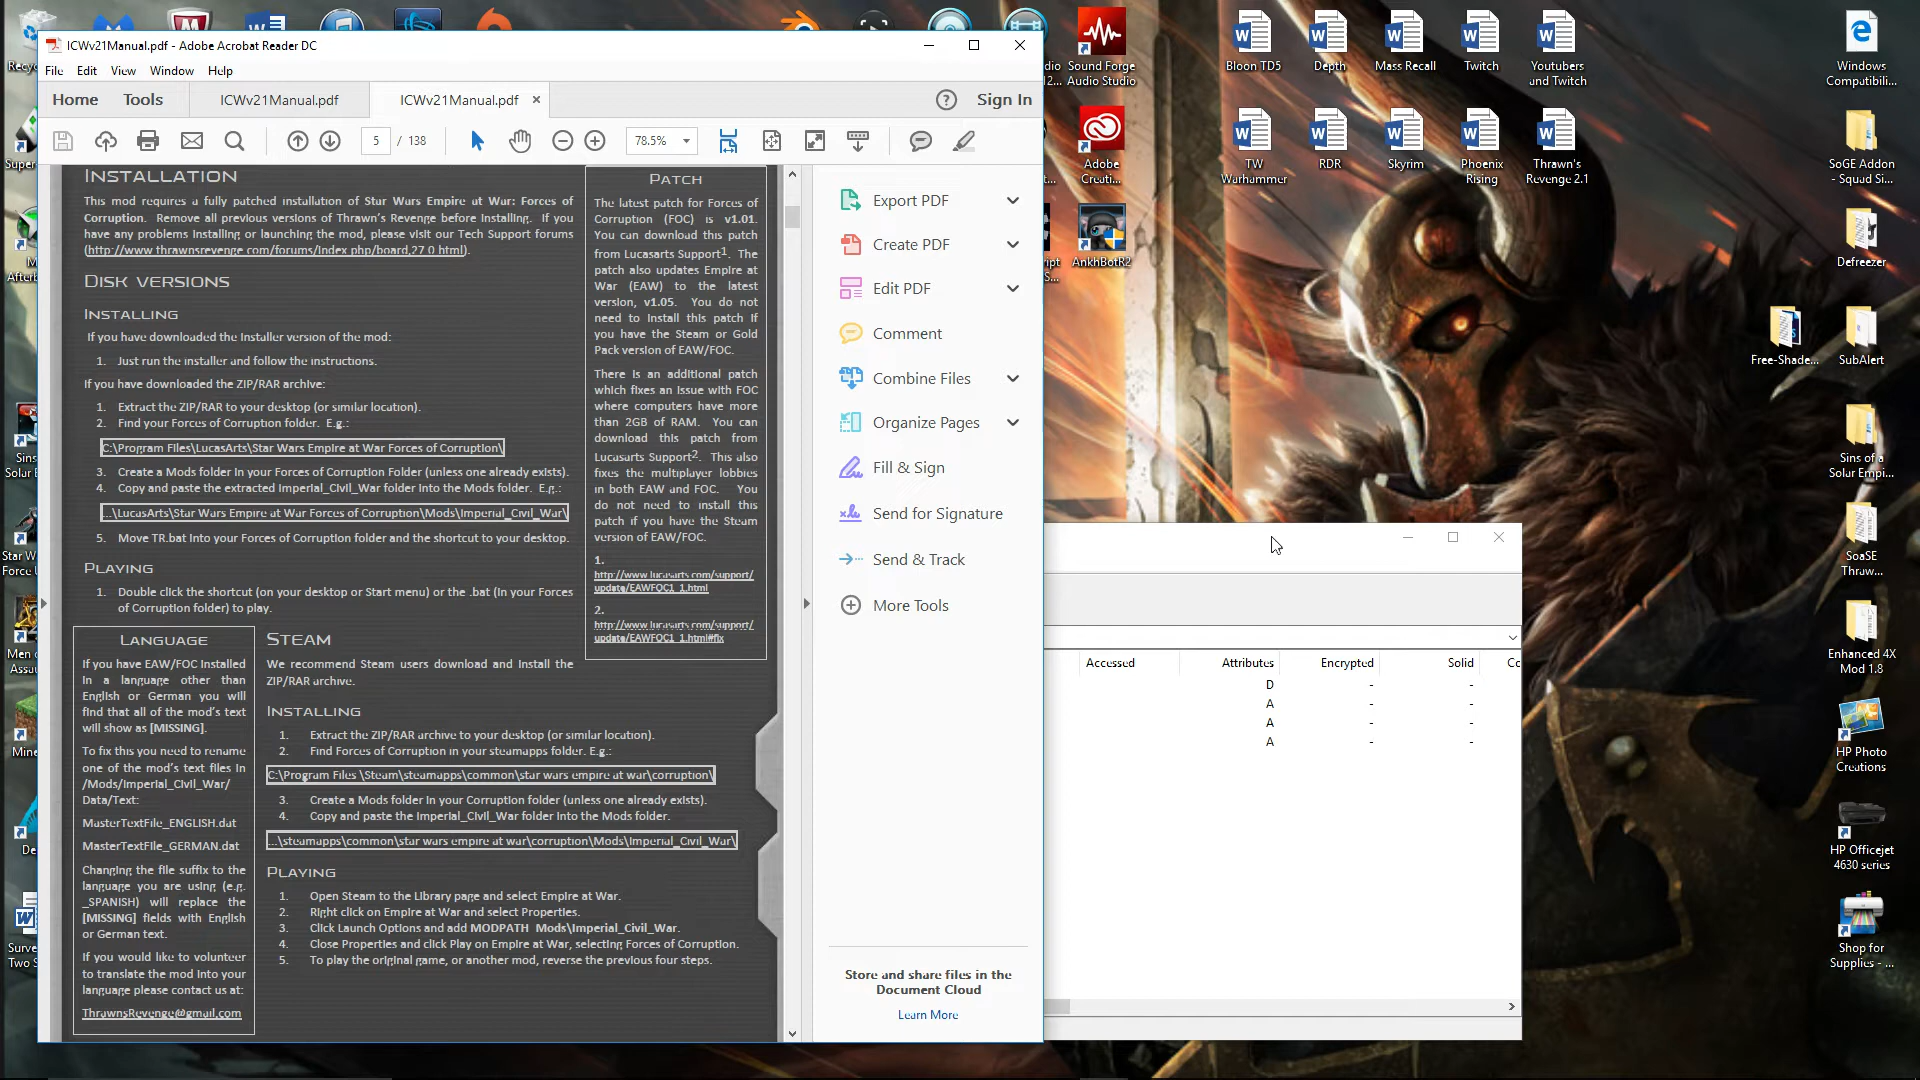 ICWv21Manual.pdf - Adobe Acrobat Reader DC
File Edit View Window Help
Home Tools ICWv21Manual.pdf ICWv21Manual.pdf Sign In
5 / 138 78.5%
INSTALLATION
This mod requires a fully patched installation of Star Wars Empire at War: Forces of
Corruption. Remove all previous versions of Thrawn's Revenge before installing. If you
have any problems installing or launching the mod, please visit our Tech Support forums
(http://www.thrawnsrevenge.com/forums/index.php/board,27.0.html).
DISK VERSIONS
INSTALLING
If you have downloaded the installer version of the mod:
1. Just run the installer and follow the instructions.
If you have downloaded the ZIP/RAR archive:
1. Extract the ZIP/RAR to your desktop (or similar location).
2. Find your Forces of Corruption folder. E.g.:
C:\Program Files\LucasArts\Star Wars Empire at War Forces of Corruption\
3. Create a Mods folder in your Forces of Corruption Folder (unless one already exists).
4. Copy and paste the extracted Imperial_Civil_War folder into the Mods folder. E.g.:
...\LucasArts\Star Wars Empire at War Forces of Corruption\Mods\Imperial_Civil_War\
5. Move TR.bat into your Forces of Corruption folder and the shortcut to your desktop.
PLAYING
1. Double click the shortcut (on your desktop or Start menu) or the .bat (in your Forces
of Corruption folder) to play.
PATCH
The latest patch for Forces of
Corruption (FOC) is v1.01.
You can download this patch
from Lucasarts Support1. The
patch also updates Empire at
War (EAW) to the latest
version, v1.05. You do not
need to install this patch if
you have the Steam or Gold
Pack version of EAW/FOC.
There is an additional patch
which fixes an issue with FOC
where computers have more
than 2GB of RAM. You can
download this patch from
Lucasarts Support2. This also
fixes the multiplayer lobbies
in both EAW and FOC. You
do not need to install this
patch if you have the Steam
version of EAW/FOC.
1.
http://www.lucasarts.com/support/
update/EAWFOC1_1.html
2.
http://www.lucasarts.com/support/
update/EAWFOC1_1.html#fix
LANGUAGE
If you have EAW/FOC installed
in a language other than
English or German you will
find that all of the mod's text
will show as [MISSING].
To fix this you need to rename
one of the mod's text files in
/Mods/Imperial_Civil_War/
Data/Text:
MasterTextFile_ENGLISH.dat
MasterTextFile_GERMAN.dat
Changing the file suffix to the
language you are using (e.g.
_SPANISH) will replace the
[MISSING] fields with English
or German text.
If you would like to volunteer
to translate the mod into your
language please contact us at:
ThrawnsRevenge@gmail.com
STEAM
We recommend Steam users download and install the
ZIP/RAR archive.
INSTALLING
1. Extract the ZIP/RAR archive to your desktop (or similar location).
2. Find Forces of Corruption in your steamapps folder. E.g.:
C:\Program Files \Steam\steamapps\common\star wars empire at war\corruption\
3. Create a Mods folder in your Corruption folder (unless one already exists).
4. Copy and paste the Imperial_Civil_War folder into the Mods folder.
...\steamapps\common\star wars empire at war\corruption\Mods\Imperial_Civil_War\
PLAYING
1. Open Steam to the Library page and select Empire at War.
2. Right click on Empire at War and select Properties.
3. Click Launch Options and add MODPATH Mods\Imperial_Civil_War.
4. Close Properties and click Play on Empire at War, selecting Forces of Corruption.
5. To play the original game, or another mod, reverse the previous four steps.
Export PDF
Create PDF
Edit PDF
Comment
Combine Files
Organize Pages
Fill & Sign
Send for Signature
Send & Track
More Tools
Store and share files in the
Document Cloud
Learn More
Accessed Attributes Encrypted Solid Co
D - -
A - -
A - -
A - -
Sound Forge
Audio Studio
Adobe
Creati...
AnkhBotR2
Bloon TD5
Depth
Mass Recall
Twitch
Youtubers
and Twitch
TW
Warhammer
RDR
Skyrim
Phoenix
Rising
Thrawn's
Revenge 2.1
Windows
Compatibili...
SoGE Addon
- Squad Si...
Defreezer
Free-Shade...
SubAlert
Sins of a
Solar Empi...
SoaSE
Thraw...
Enhanced 4X
Mod 1.8
HP Photo
Creations
HP Officejet
4630 series
Shop for
Supplies - ...